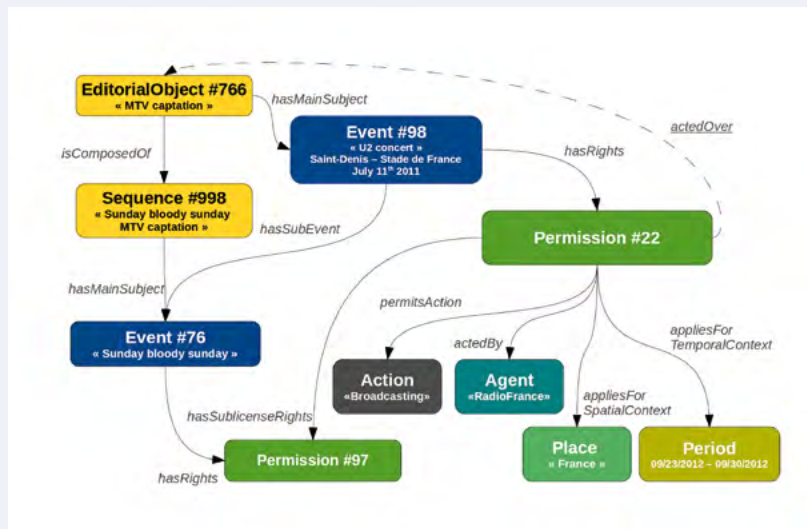 EditorialObject #766
« MTV captation »
hasMainSubject
actedOver
Event #98
« U2 concert »
Saint-Denis – Stade de France
July 11th 2011
isComposedOf
hasRights
Sequence #998
« Sunday bloody sunday
MTV captation »
hasSubEvent
Permission #22
hasMainSubject
permitsAction
Event #76
« Sunday bloody sunday »
actedBy
appliesFor
TemporalContext
Action
«Broadcasting»
Agent
«RadioFrance»
appliesFor
SpatialContext
hasSublicenseRights
Place
« France »
Period
09/23/2012 – 09/30/2012
Permission #97
hasRights